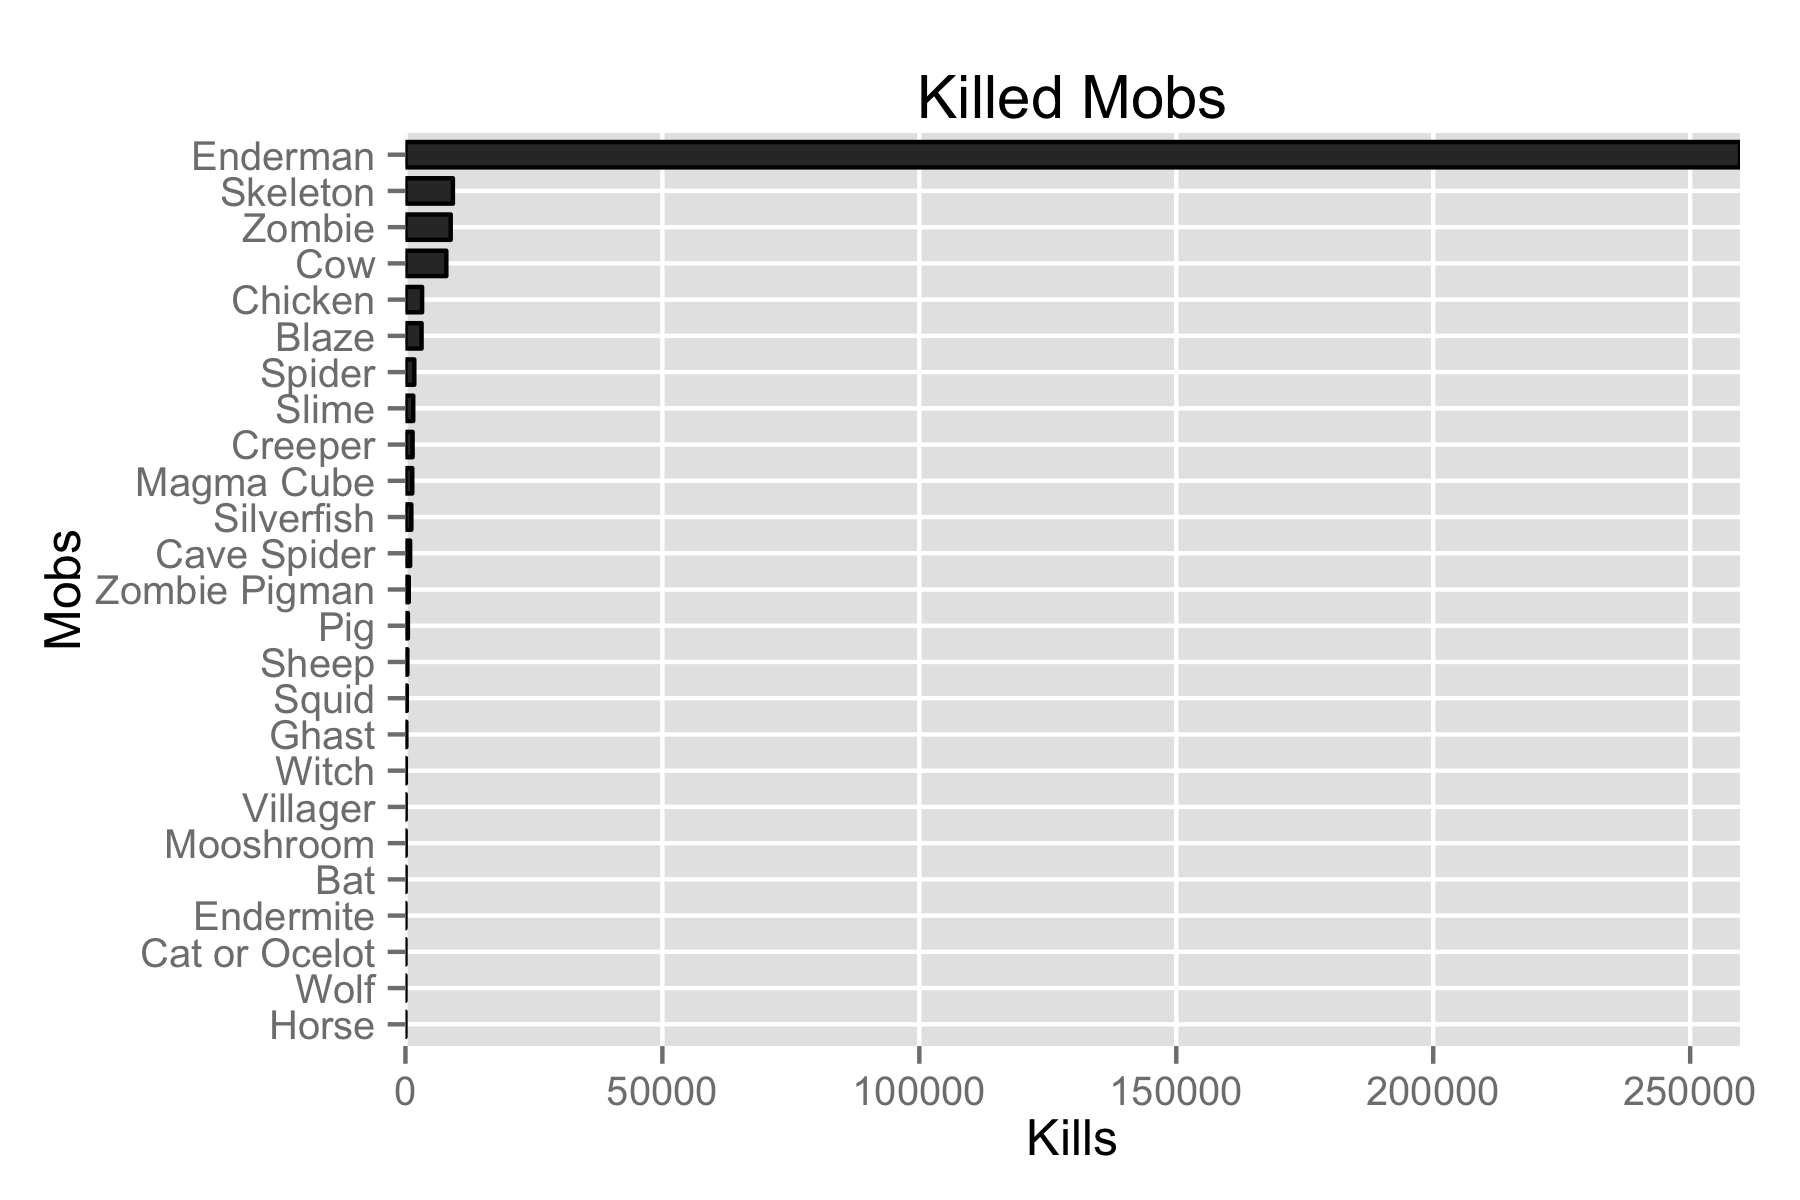 Killed Mobs
Enderman
Skeleton
Zombie
Cow
Chicken
Blaze
Spider
Slime
Creeper
Magma Cube
Silverfish
Cave Spider
Zombie Pigman
Pig
Sheep
Squid
Ghast
Witch
Villager
Mooshroom
Bat
Endermite
Cat or Ocelot
Wolf
Horse
Mobs
0 50000 100000 150000 200000 250000
Kills